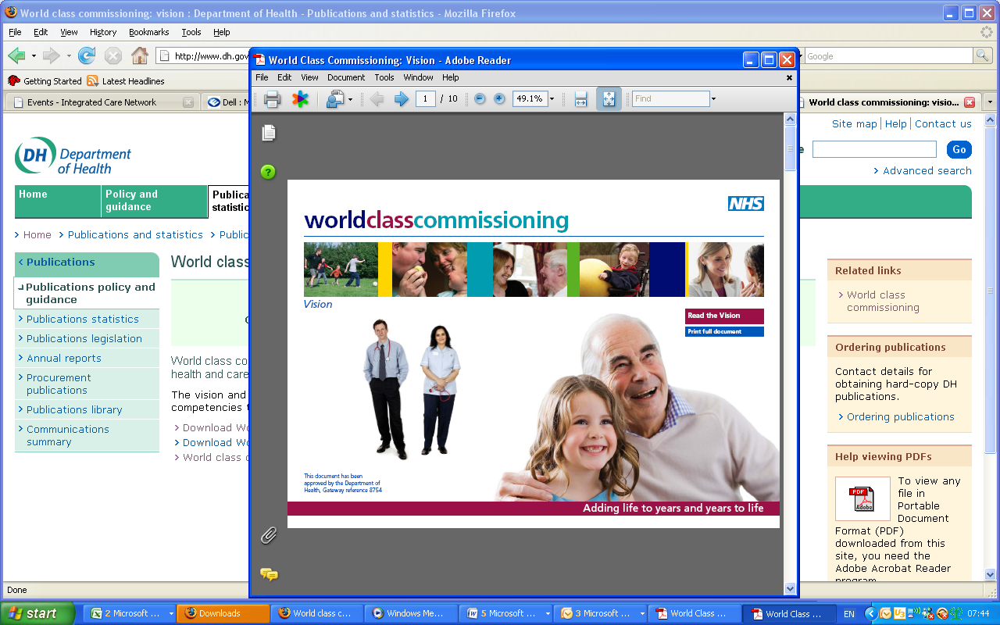 World class commissioning: vision : Department of Health - Publications and statistics - Mozilla Firefox
File Edit View History Bookmarks Tools Help
http://www.dh.gov
Google
Getting Started Latest Headlines
Events - Integrated Care Network
Dell : M
World class commissioning: visio...
Site map Help Contact us
DH Department
of Health
Go
Advanced search
Home
Policy and
guidance
Publica
statistic
Home Publications and statistics Public
Publications
Publications policy and
guidance
Publications statistics
Publications legislation
Annual reports
Procurement
publications
Publications library
Communications
summary
World class
World class co
health and care
The vision and
competencies t
Download Wo
Download Wo
World class c
World Class Commissioning: Vision - Adobe Reader
File Edit View Document Tools Window Help
1 / 10
49.1%
Find
NHS
worldclasscommissioning
Vision
Read the Vision
Print full document
This document has been
approved by the Department of
Health, Gateway reference 8754
Adding life to years and years to life
Related links
World class
commissioning
Ordering publications
Contact details for
obtaining hard-copy DH
publications.
Ordering publications
Help viewing PDFs
PDF
Adobe
To view any
file in
Portable
Document
Format (PDF)
downloaded from this
site, you need the
Adobe Acrobat Reader
program
Done
start
2 Microsoft ...
Downloads
World class c...
Windows Me...
5 Microsoft ...
3 Microsoft ...
World Class ...
World Class ...
EN
07:44